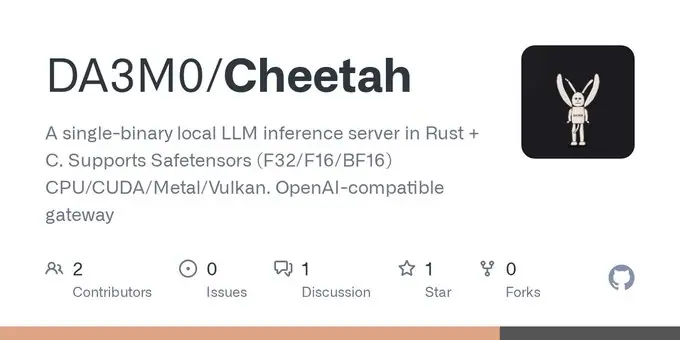 DA3M0/Cheetah
A single-binary local LLM inference server in Rust +
C. Supports Safetensors (F32/F16/BF16)
CPU/CUDA/Metal/Vulkan. OpenAI-compatible
gateway
2
Contributors
0
Issues
1
Discussion
1
Star
0
Forks